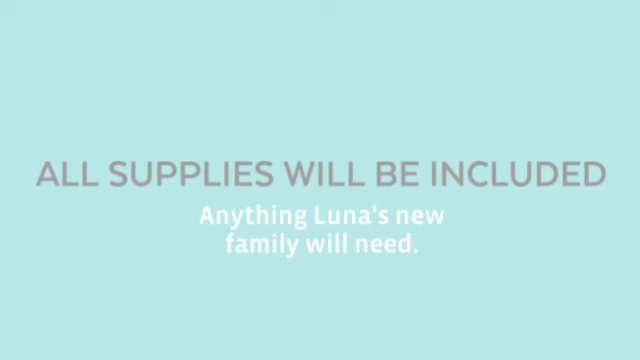 ALL SUPPLIES WILL BE INCLUDED
Anything Luna's new
family will need.